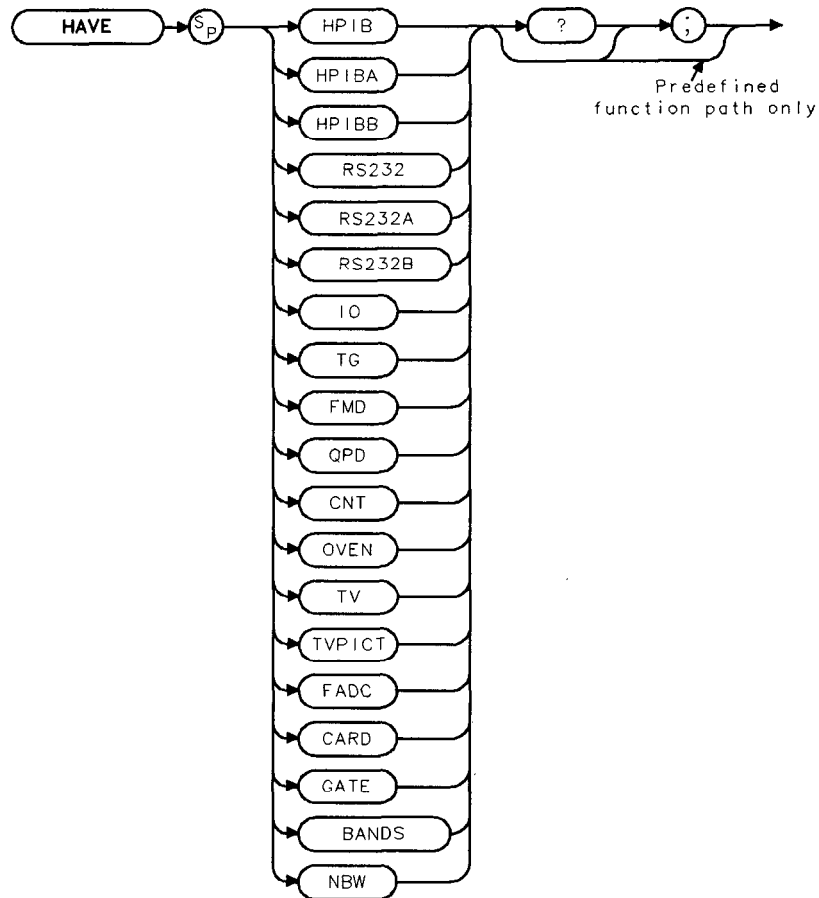 HAVE SP HPIB ? ;
HPIBA
Predefined
function path only
HPIBB
RS232
RS232A
RS232B
IO
TG
FMD
QPD
CNT
OVEN
TV
TVPICT
FADC
CARD
GATE
BANDS
NBW